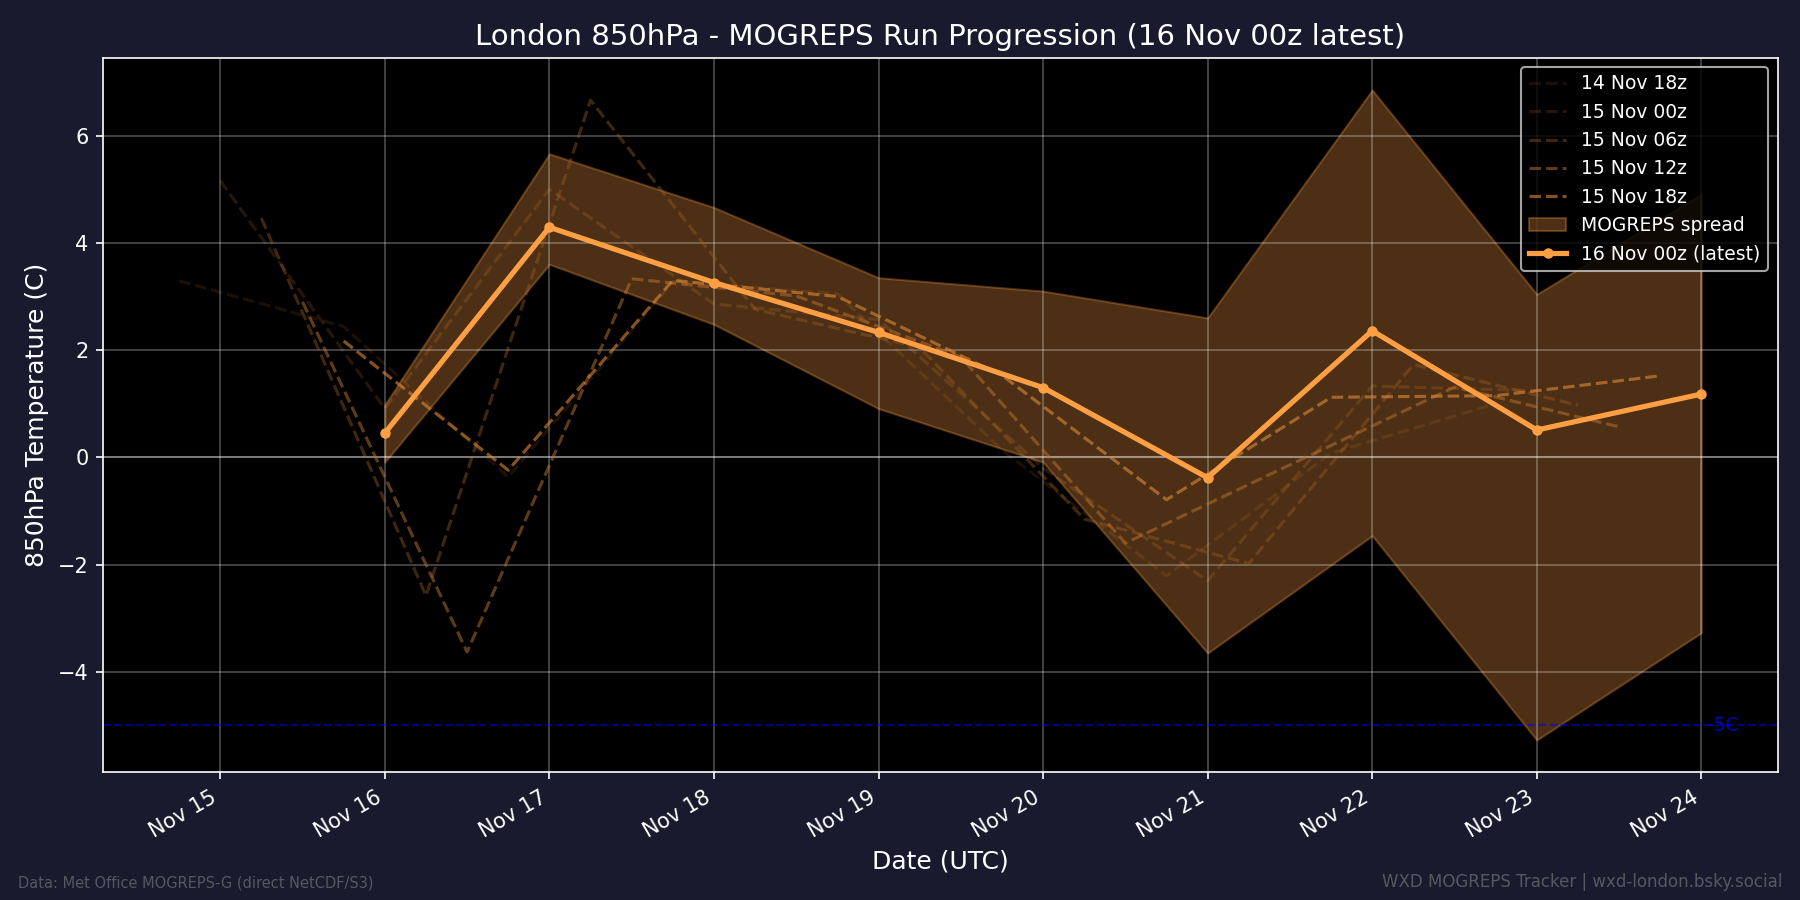 London 850hPa - MOGREPS Run Progression (16 Nov 00z latest)
14 Nov 18z
15 Nov 00z
15 Nov 06z
15 Nov 12z
15 Nov 18z
MOGREPS spread
16 Nov 00z (latest)
850hPa Temperature (C)
6
4
2
0
−2
−4
-5C
Nov 15
Nov 16
Nov 17
Nov 18
Nov 19
Nov 20
Nov 21
Nov 22
Nov 23
Nov 24
Date (UTC)
Data: Met Office MOGREPS-G (direct NetCDF/S3)
WXD MOGREPS Tracker | wxd-london.bsky.social